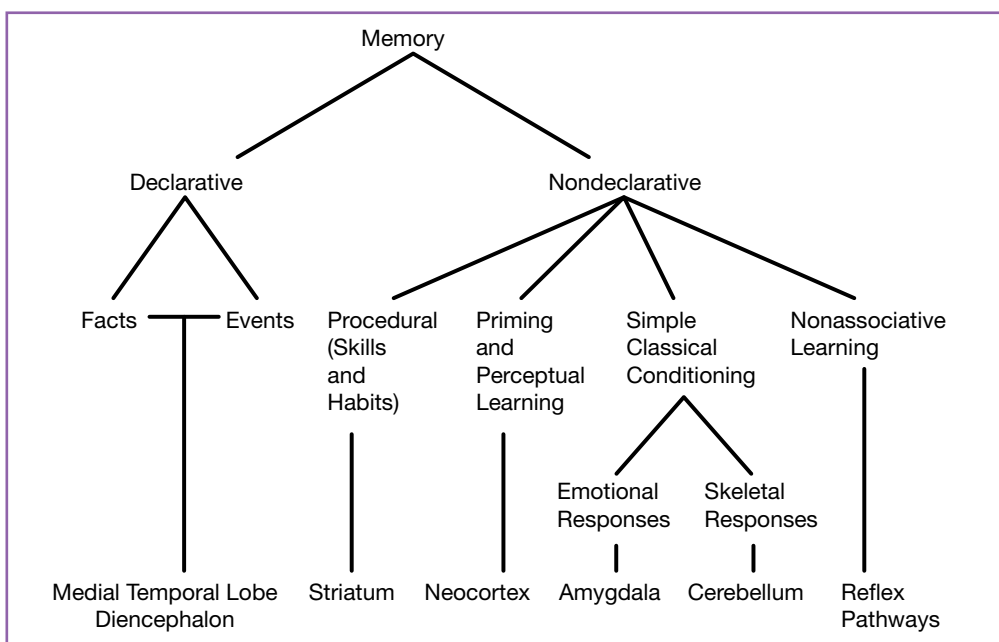 Memory
Declarative
Nondeclarative
Facts
Events
Procedural
(Skills
and
Habits)
Priming
and
Perceptual
Learning
Simple
Classical
Conditioning
Nonassociative
Learning
Emotional
Responses
Skeletal
Responses
Medial Temporal Lobe
Diencephalon
Striatum
Neocortex
Amygdala
Cerebellum
Reflex
Pathways